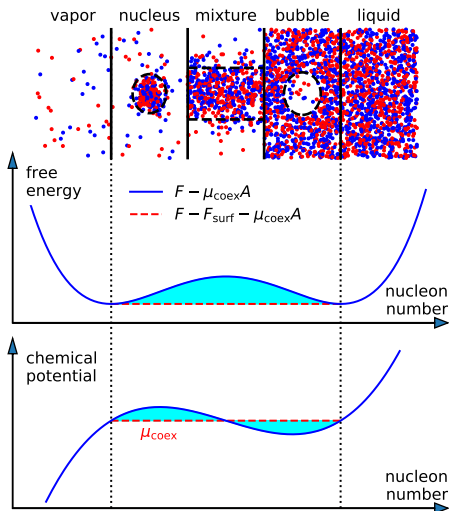 vapor nucleus mixture bubble liquid
free
energy
F − μcoexA
F − Fsurf − μcoexA
nucleon
number
chemical
potential
μcoex
nucleon
number